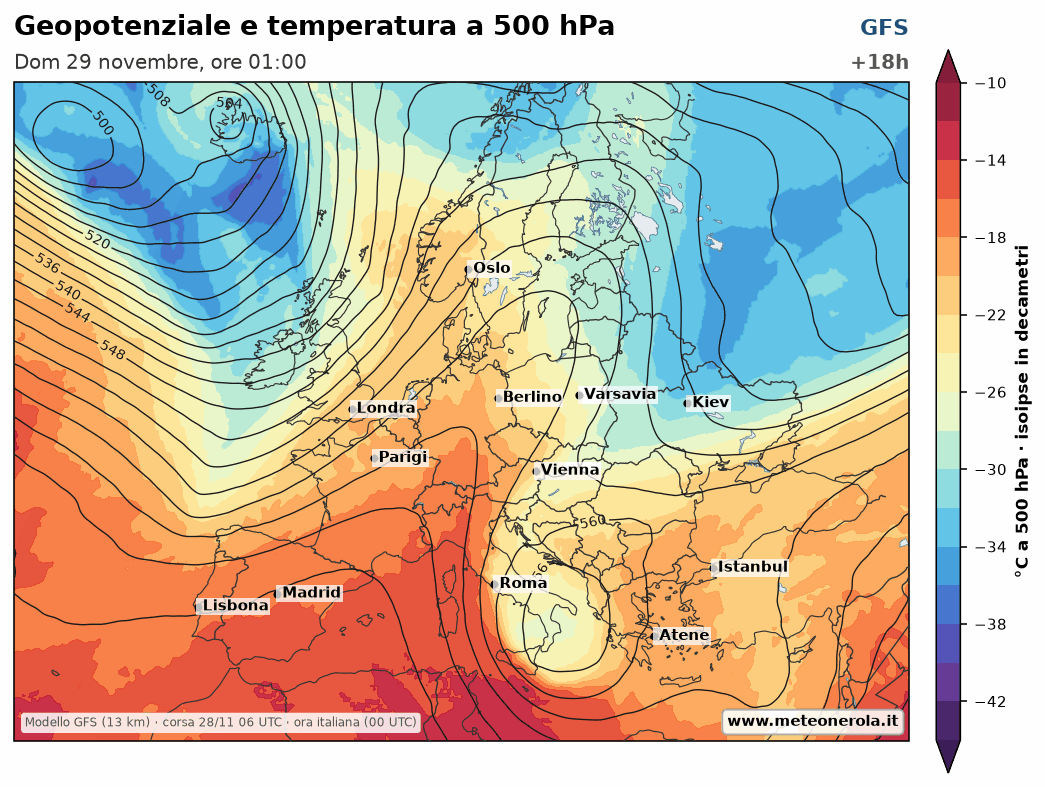 Geopotenziale e temperatura a 500 hPa
GFS
Dom 29 novembre, ore 01:00
+18h
500
508
504
520
536
540
544
548
560
Oslo
Londra
Berlino
Varsavia
Kiev
Parigi
Vienna
Istanbul
Roma
Madrid
Lisbona
Atene
Modello GFS (13 km) · corsa 28/11 06 UTC · ora italiana (00 UTC)
www.meteonerola.it
−10
−14
−18
−22
−26
−30
−34
−38
−42
°C a 500 hPa · isoipse in decametri